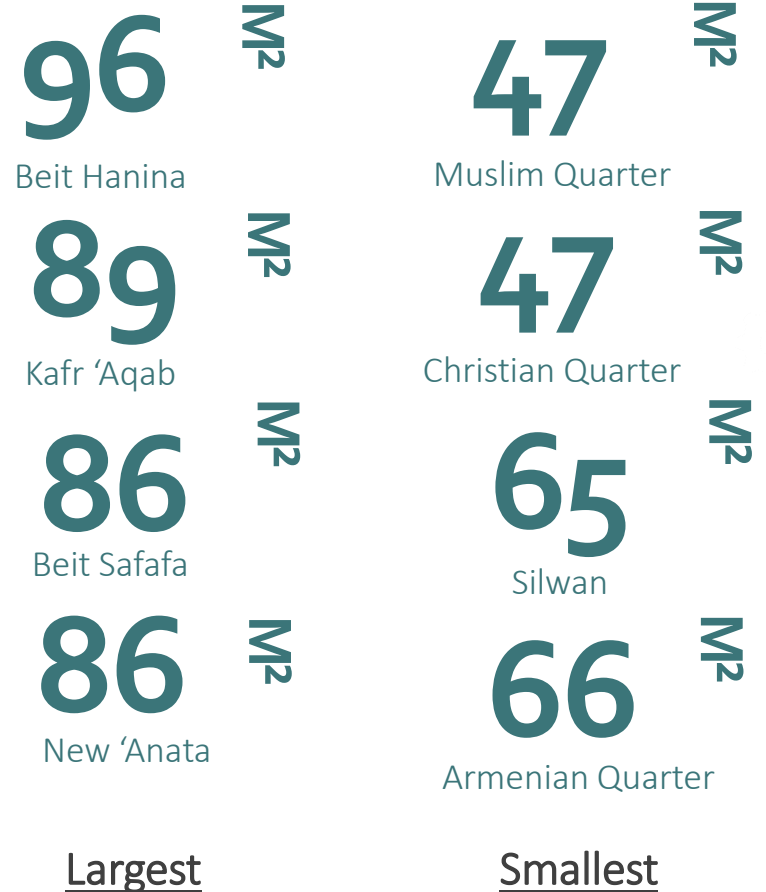 96 M²
Beit Hanina
89 M²
Kafr ‘Aqab
86 M²
Beit Safafa
86 M²
New ‘Anata
Largest
47 M²
Muslim Quarter
47 M²
Christian Quarter
65 M²
Silwan
66 M²
Armenian Quarter
Smallest